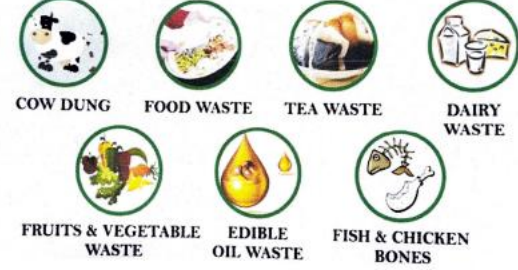 COW DUNG
FOOD WASTE
TEA WASTE
DAIRY
WASTE
FRUITS & VEGETABLE
WASTE
EDIBLE
OIL WASTE
FISH & CHICKEN
BONES